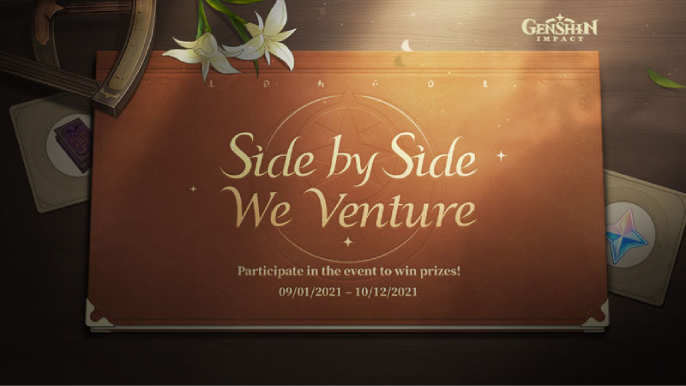 GENSHIN
IMPACT
Side by Side
We Venture
Participate in the event to win prizes!
09/01/2021 – 10/12/2021